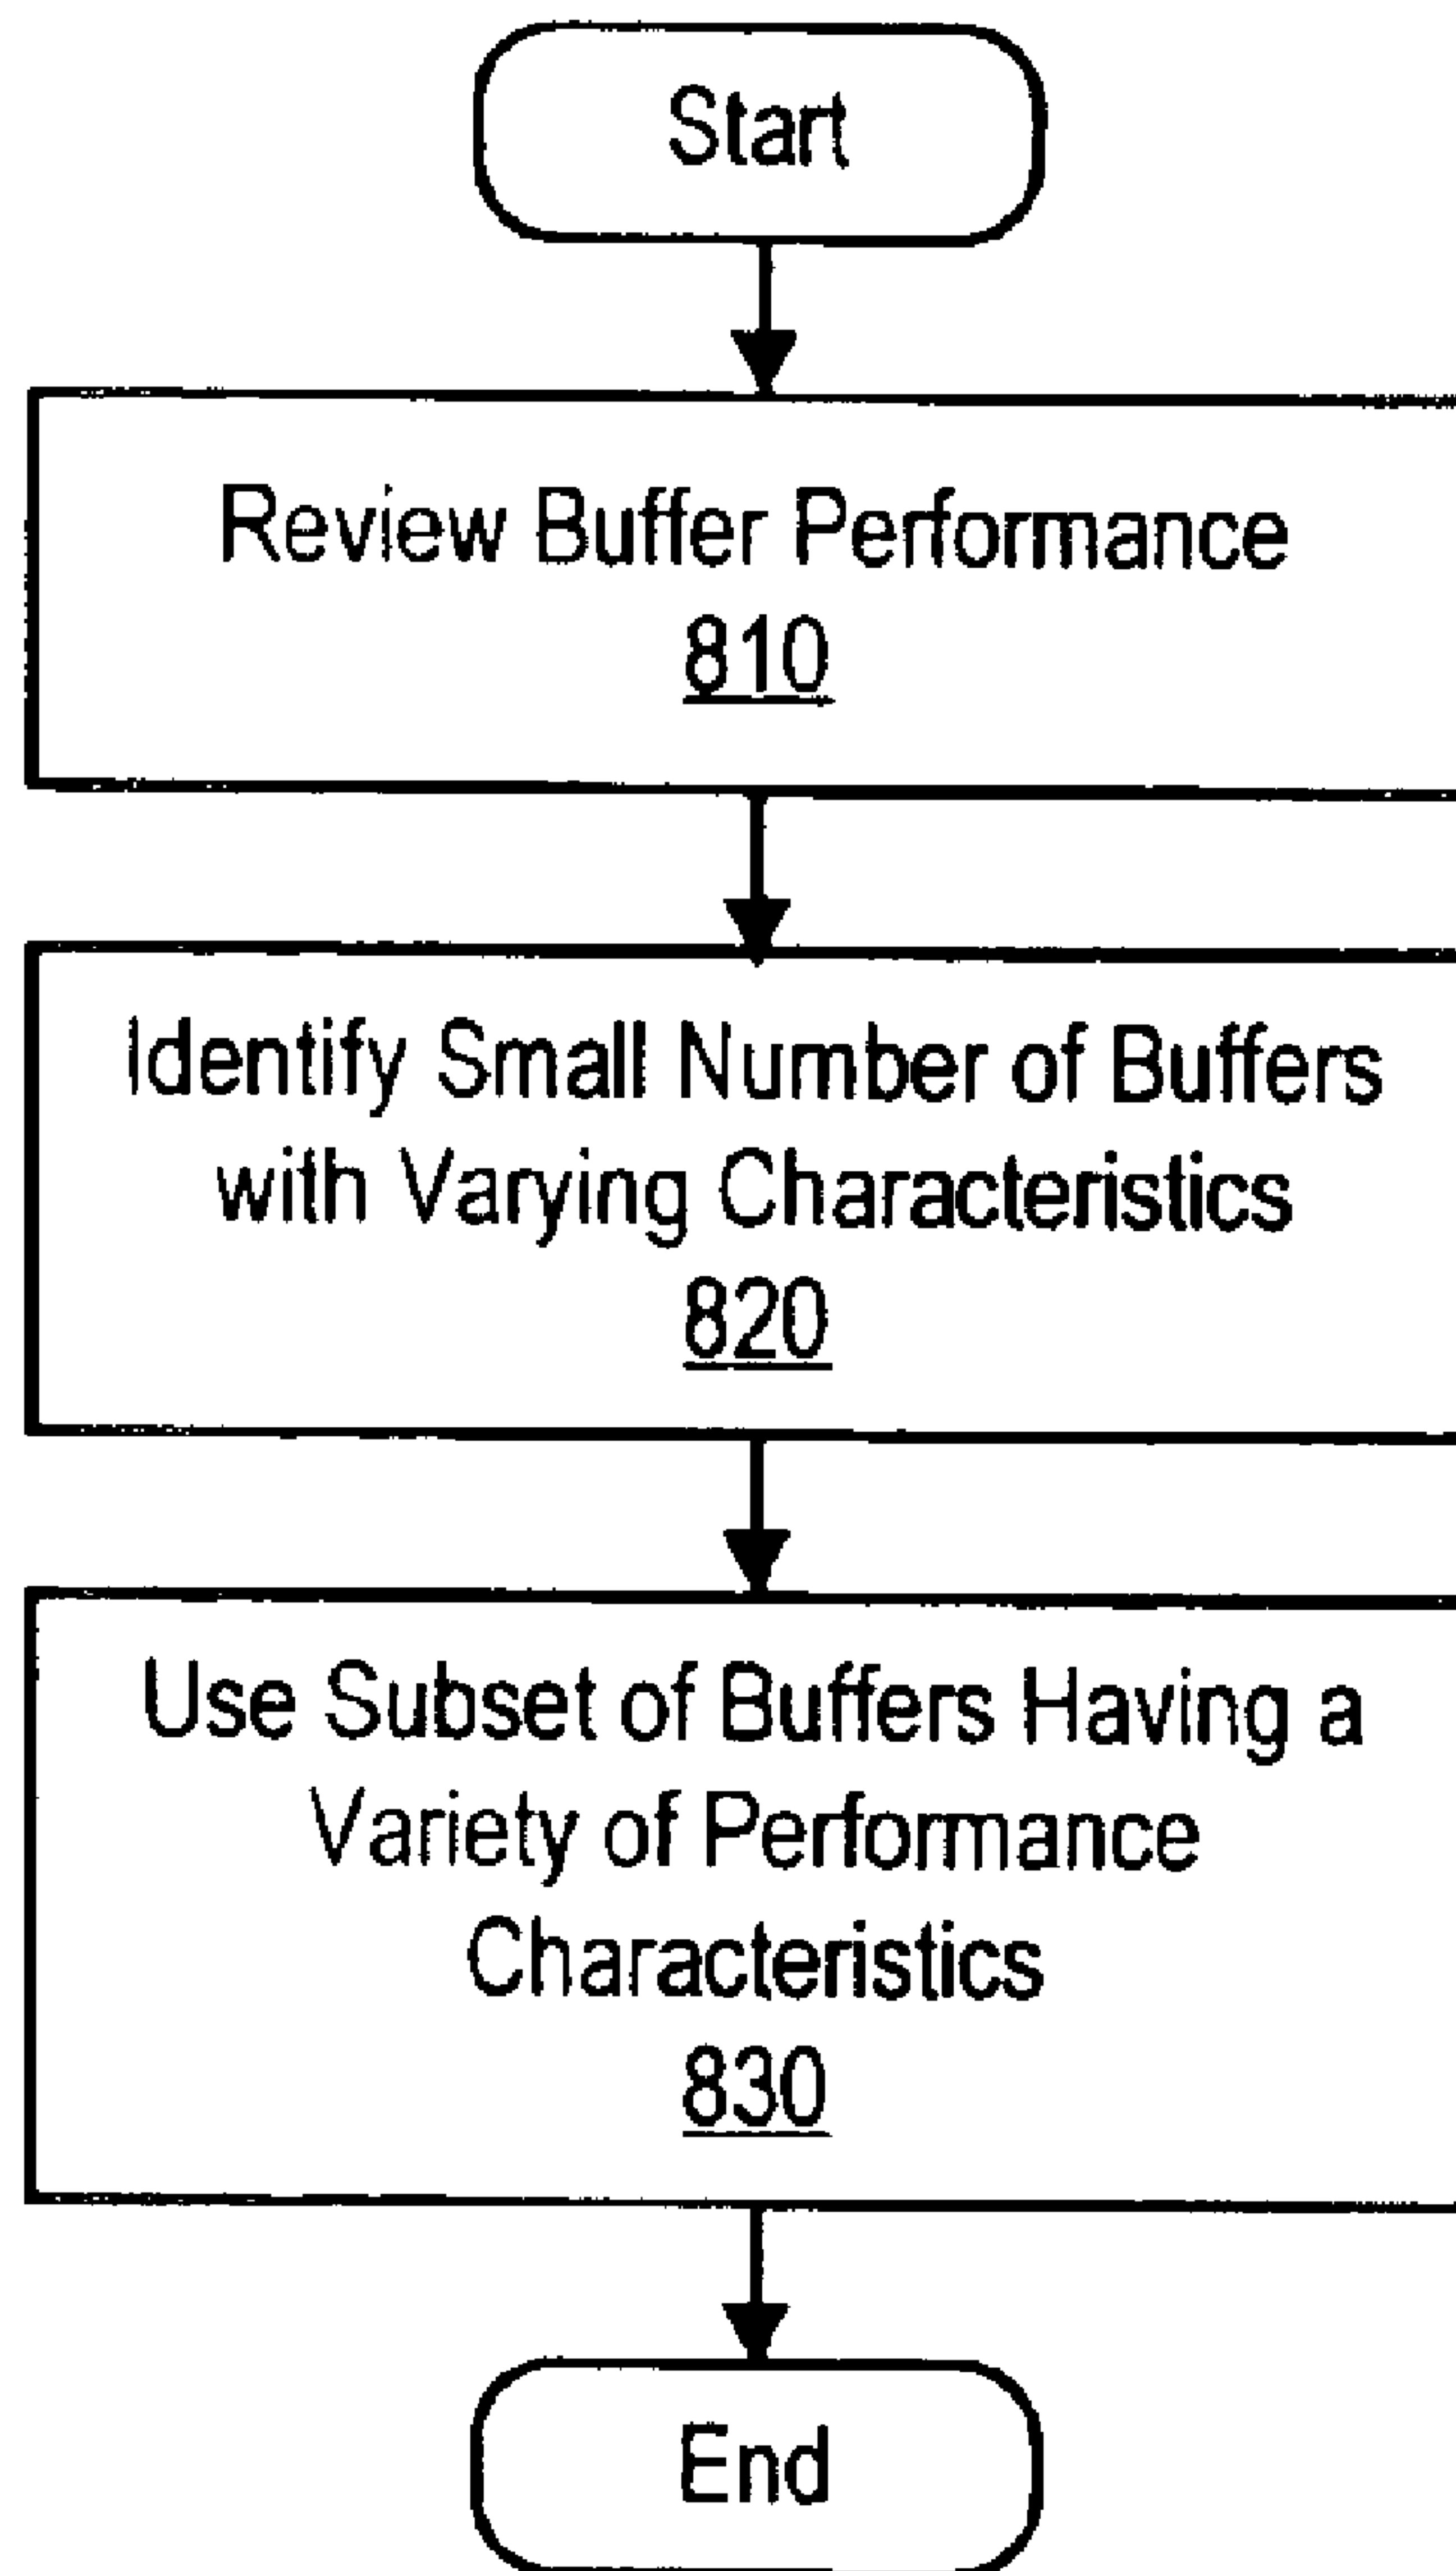 Start
Review Buffer Performance
810
Identify Small Number of Buffers
with Varying Characteristics
820
Use Subset of Buffers Having a
Variety of Performance
Characteristics
830
End